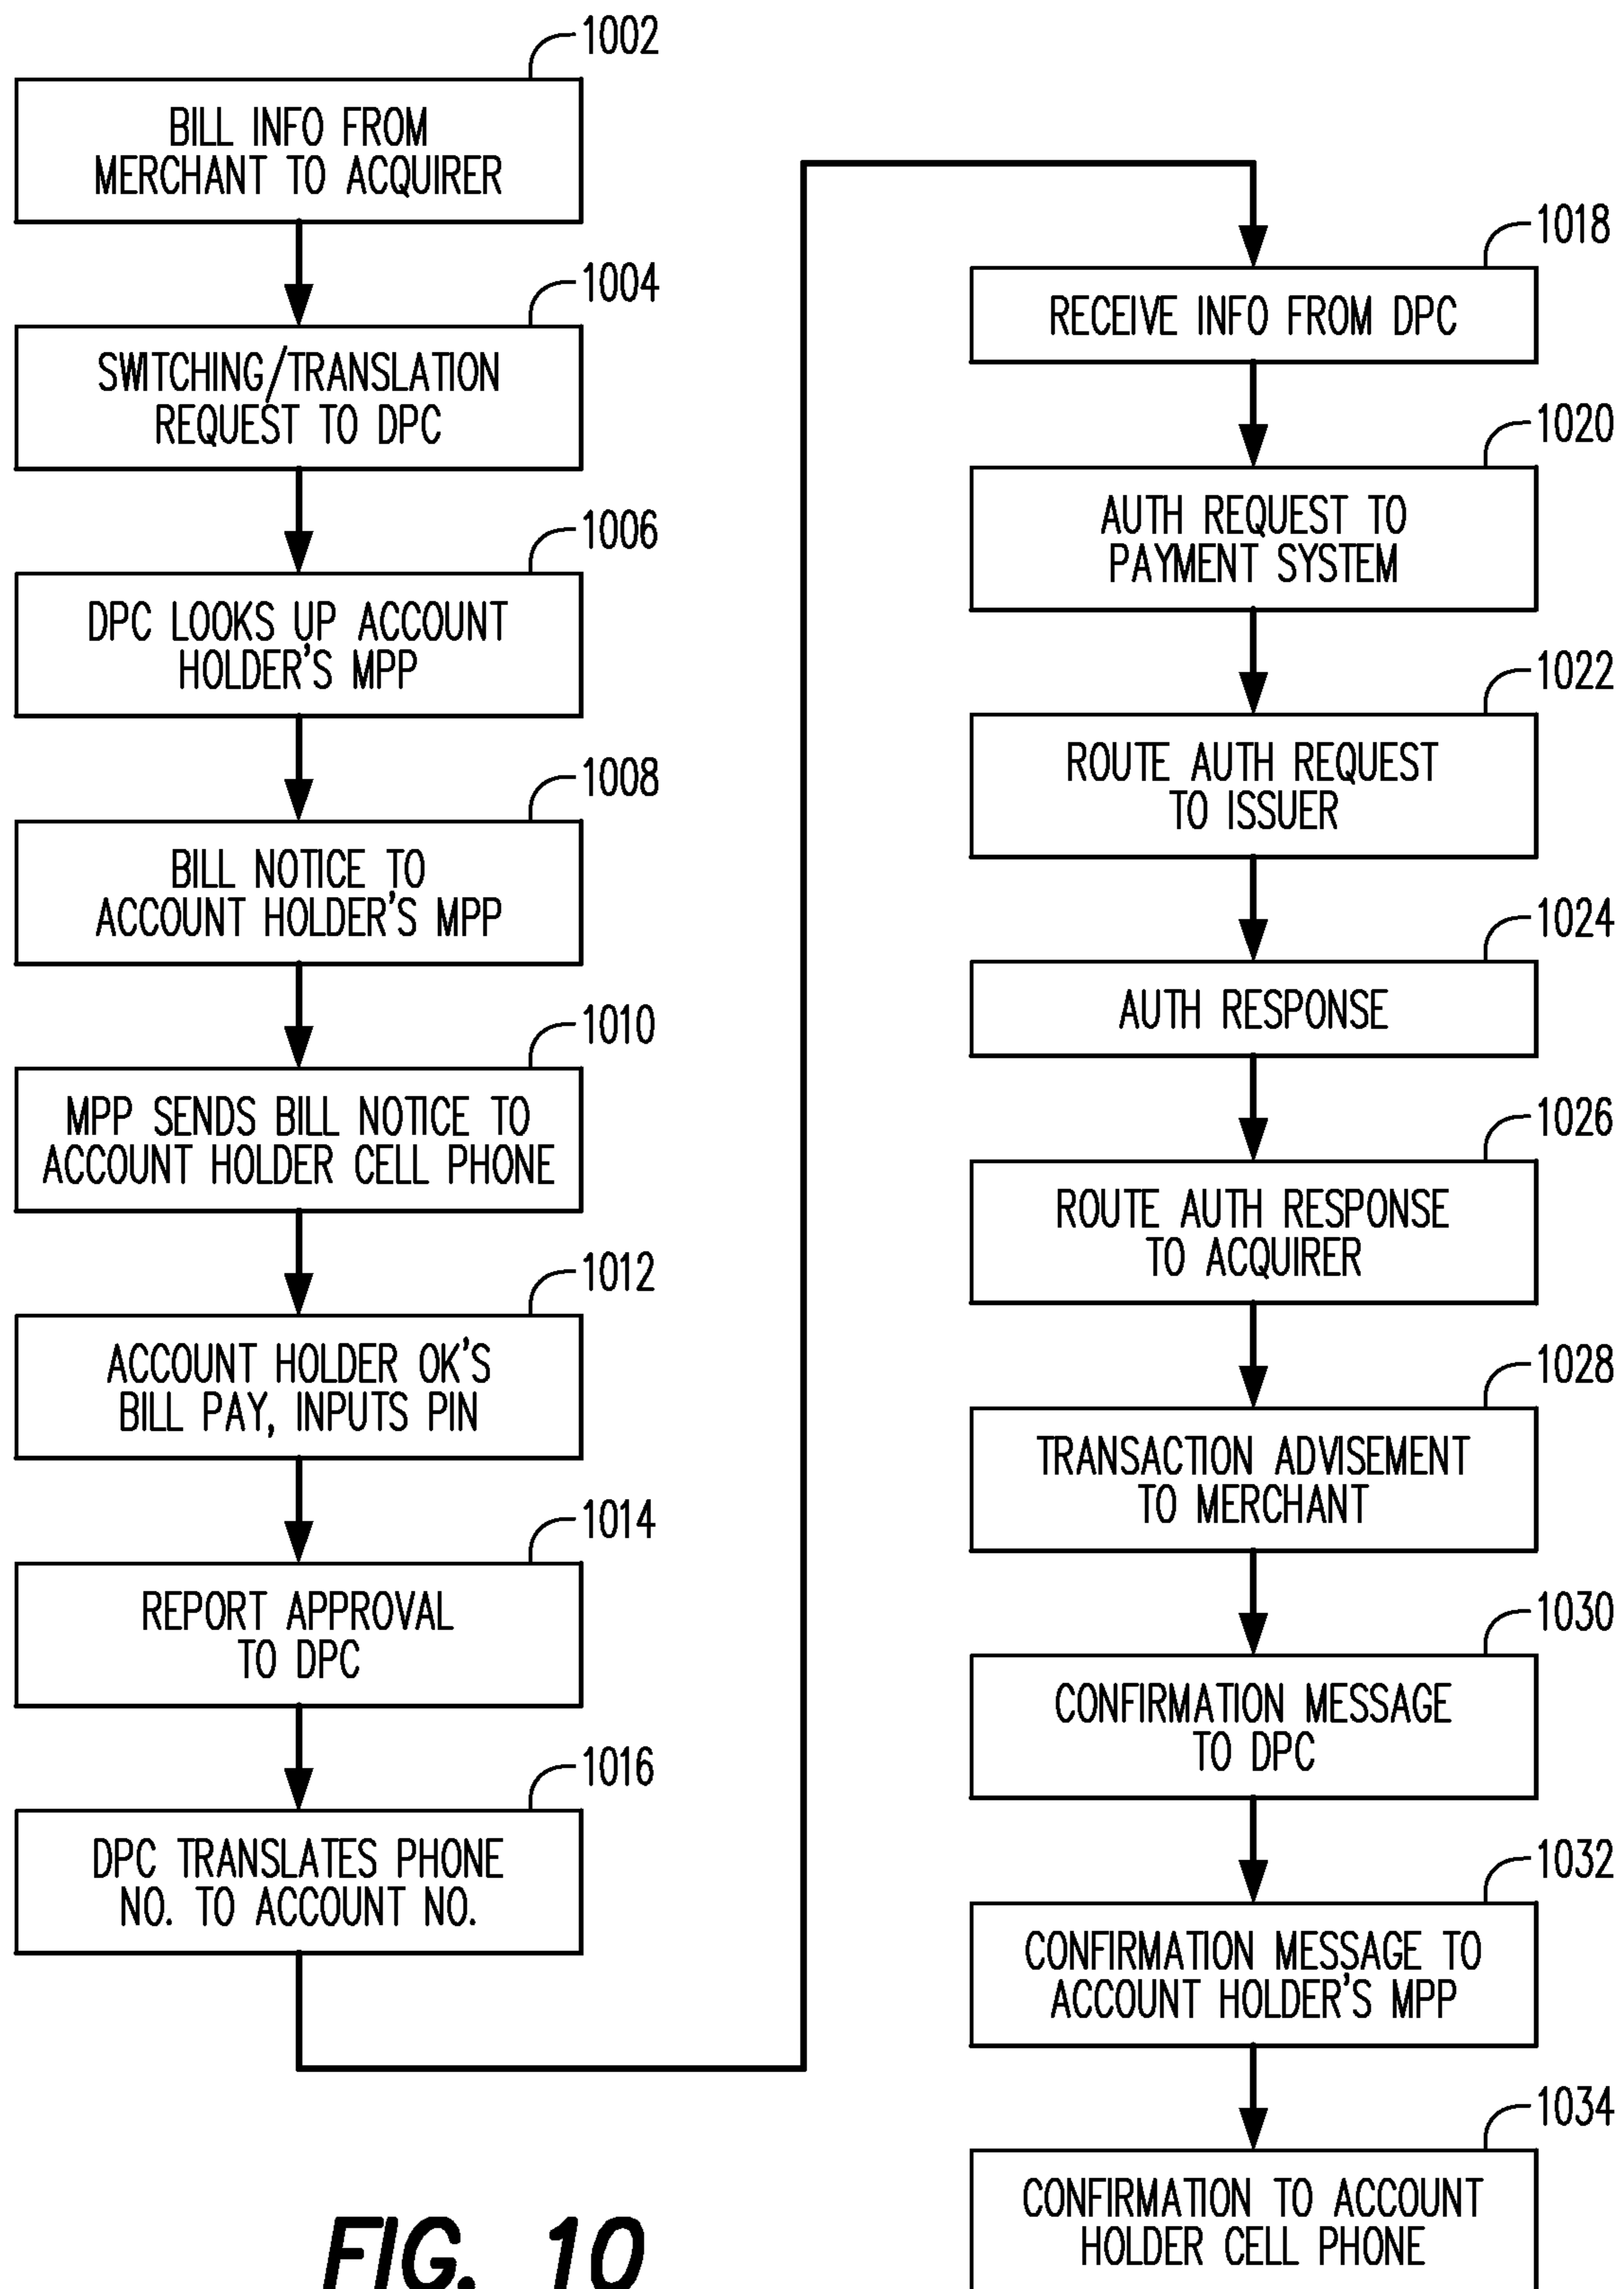 1002
BILL INFO FROM
MERCHANT TO ACQUIRER
1004
SWITCHING/TRANSLATION
REQUEST TO DPC
1006
DPC LOOKS UP ACCOUNT
HOLDER'S MPP
1008
BILL NOTICE TO
ACCOUNT HOLDER'S MPP
1010
MPP SENDS BILL NOTICE TO
ACCOUNT HOLDER CELL PHONE
1012
ACCOUNT HOLDER OK'S
BILL PAY, INPUTS PIN
1014
REPORT APPROVAL
TO DPC
1016
DPC TRANSLATES PHONE
NO. TO ACCOUNT NO.
1018
RECEIVE INFO FROM DPC
1020
AUTH REQUEST TO
PAYMENT SYSTEM
1022
ROUTE AUTH REQUEST
TO ISSUER
1024
AUTH RESPONSE
1026
ROUTE AUTH RESPONSE
TO ACQUIRER
1028
TRANSACTION ADVISEMENT
TO MERCHANT
1030
CONFIRMATION MESSAGE
TO DPC
1032
CONFIRMATION MESSAGE TO
ACCOUNT HOLDER'S MPP
1034
CONFIRMATION TO ACCOUNT
HOLDER CELL PHONE
FIG. 10